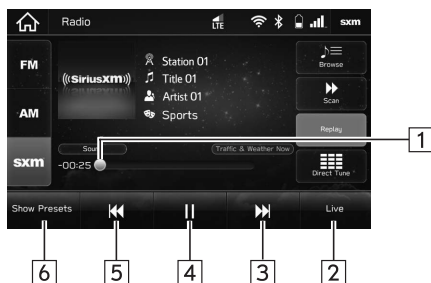 Radio
LTE
sxm
FM
((SiriusXM))
Station 01
Title 01
Artist 01
Sports
Browse
AM
Scan
Replay
1
Traffic & Weather Now
sxm
-00:25
Direct Tune
Show Presets
Live
6
5
4
3
2